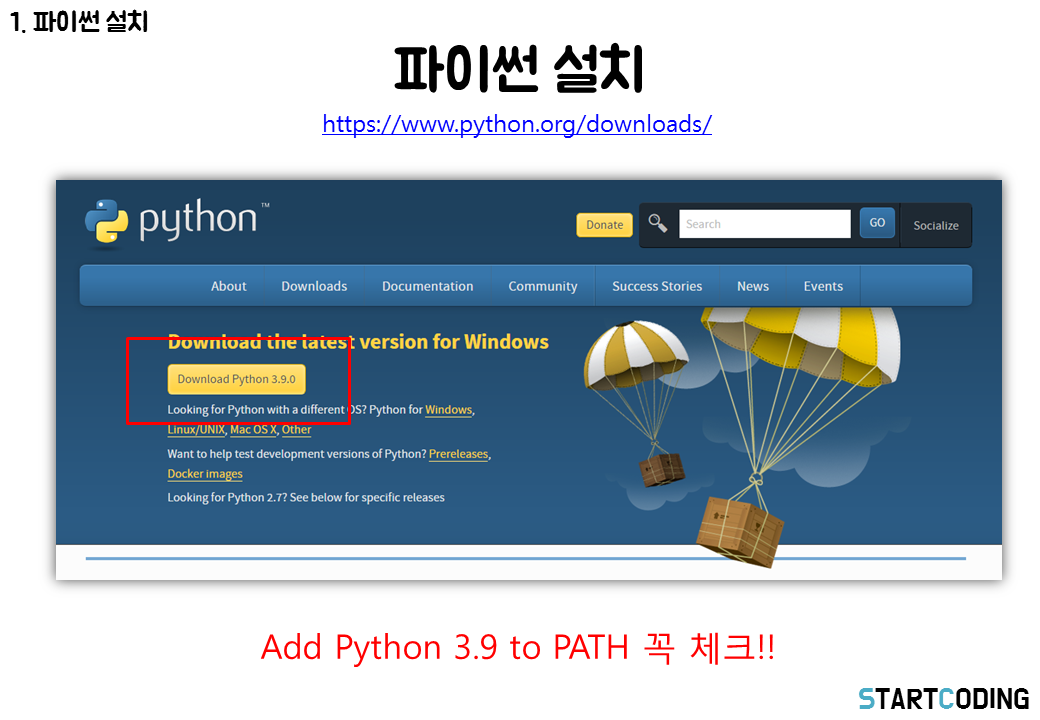 1. 파이썬 설치
파이썬 설치
https://www.python.org/downloads/
python™
Donate
Search
GO
Socialize
About Downloads Documentation Community Success Stories News Events
Download the latest version for Windows
Download Python 3.9.0
Looking for Python with a different OS? Python for Windows,
Linux/UNIX, Mac OS X, Other
Want to help test development versions of Python? Prereleases,
Docker images
Looking for Python 2.7? See below for specific releases
Add Python 3.9 to PATH 꼭 체크!!
STARTCODING